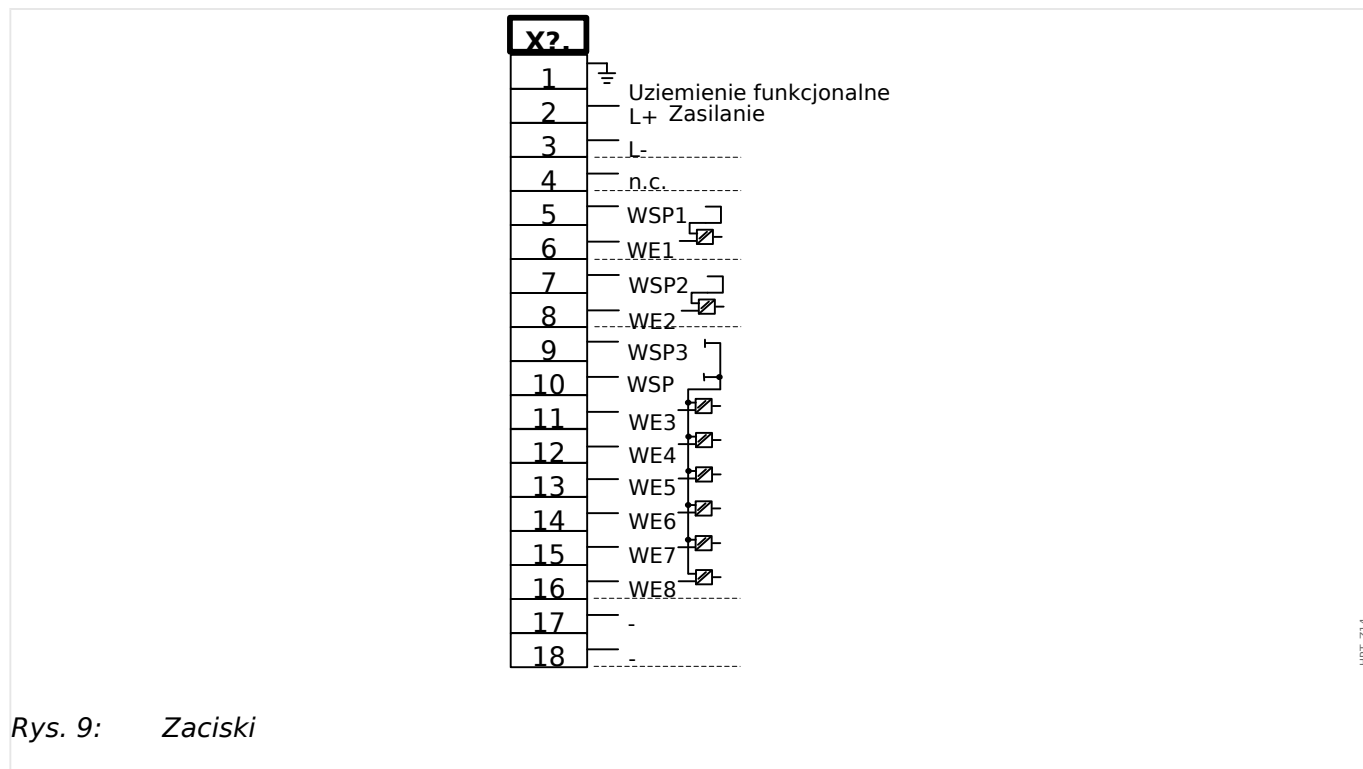 X?.
1
Uziemienie funkcjonalne
2 L+ Zasilanie
3 L-
4 n.c.
5 WSP1
6 WE1
7 WSP2
8 WE2
9 WSP3
10 WSP
11 WE3
12 WE4
13 WE5
14 WE6
15 WE7
16 WE8
17 -
18 -
Rys. 9: Zaciski